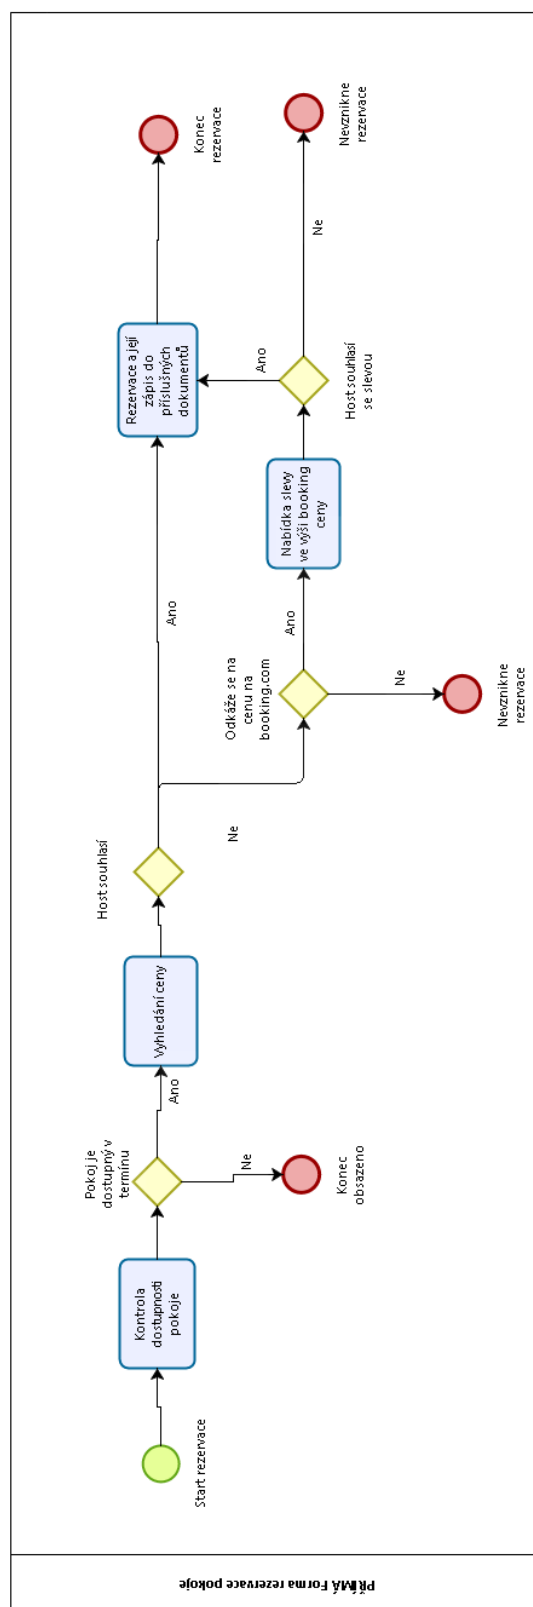 PŘÍMÁ Forma rezervace pokoje
Start rezervace
Kontrola
dostupnosti
pokoje
Pokoj je
dostupný v
termínu
Ne
Konec
obsazeno
Ano
Vyhledání ceny
Host souhlasí
Ne
Ano
Odkáže se na
cenu na
booking.com
Ne
Nevznikne
rezervace
Ano
Nabídka slevy
ve výši booking
ceny
Host souhlasí
se slevou
Ano
Ne
Rezervace a její
zápis do
příslušných
dokumentů
Konec
rezervace
Nevznikne
rezervace